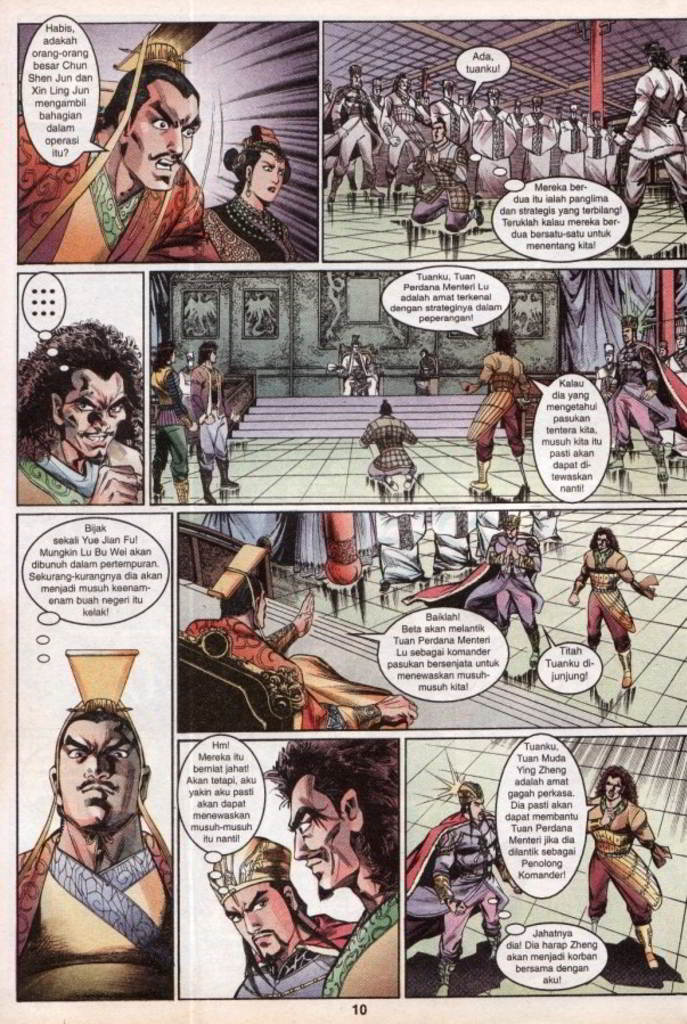 Habis,
adakah
orang-orang
besar Chun
Shen Jun dan
Xin Ling Jun
mengambil
bahagian
dalam
operasi
itu?
Ada,
tuanku!
Mereka ber-
dua itu ialah panglima
dan strategis yang terbilang!
Teruklah kalau mereka ber-
dua bersatu-satu untuk
menentang kita!
Tuanku, Tuan
Perdana Menteri Lu
adalah amat terkenal
dengan strateginya dalam
peperangan!
Kalau
dia yang
mengetahui
pasukan
tentera kita,
musuh kita itu
pasti akan
dapat di-
tewaskan
nanti!
Bijak
sekali Yue Jian Fu!
Mungkin Lu Bu Wei akan
dibunuh dalam pertempuran.
Sekurang-kurangnya dia akan
menjadi musuh keenam-
enam buah negeri itu
kelak!
Baiklah!
Beta akan melantik
Tuan Perdana Menteri
Lu sebagai komander
pasukan bersenjata untuk
menewaskan musuh-
musuh kita!
Titah
Tuanku di-
junjung!
Hm!
Mereka itu
berniat jahat!
Akan tetapi, aku
yakin aku pasti
akan dapat
menewaskan
musuh-musuh
itu nanti!
Tuanku,
Tuan Muda
Ying Zheng
adalah amat
gagah perkasa.
Dia pasti akan
dapat membantu
Tuan Perdana
Menteri jika dia
dilantik sebagai
Penolong
Komander!
Jahatnya
dia! Dia harap Zheng
akan menjadi korban
bersama dengan
aku!
10